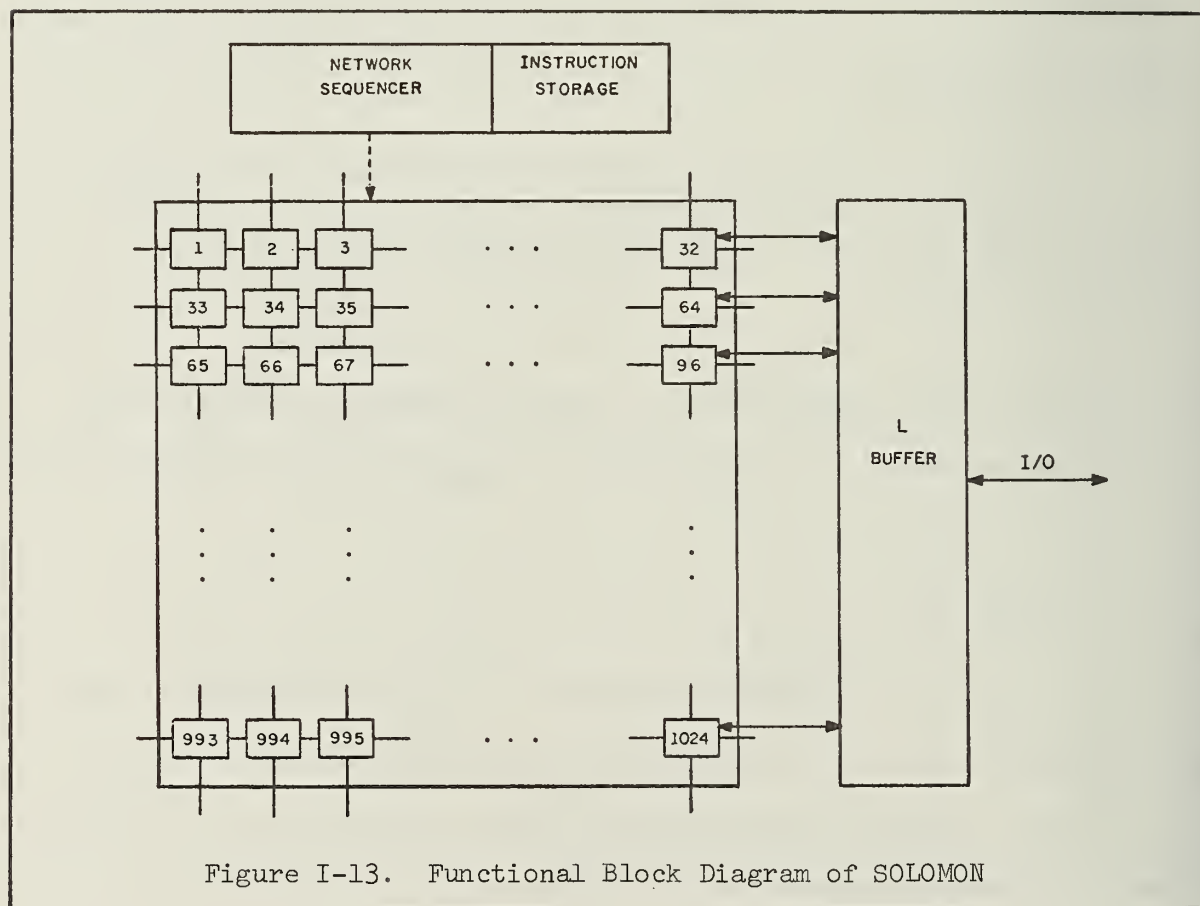 NETWORK
SEQUENCER
INSTRUCTION
STORAGE
1 2 3 . . . 32
33 34 35 . . . 64
65 66 67 . . . 96
L
BUFFER
I/O
993 994 995 . . . 1024
Figure I-13. Functional Block Diagram of SOLOMON